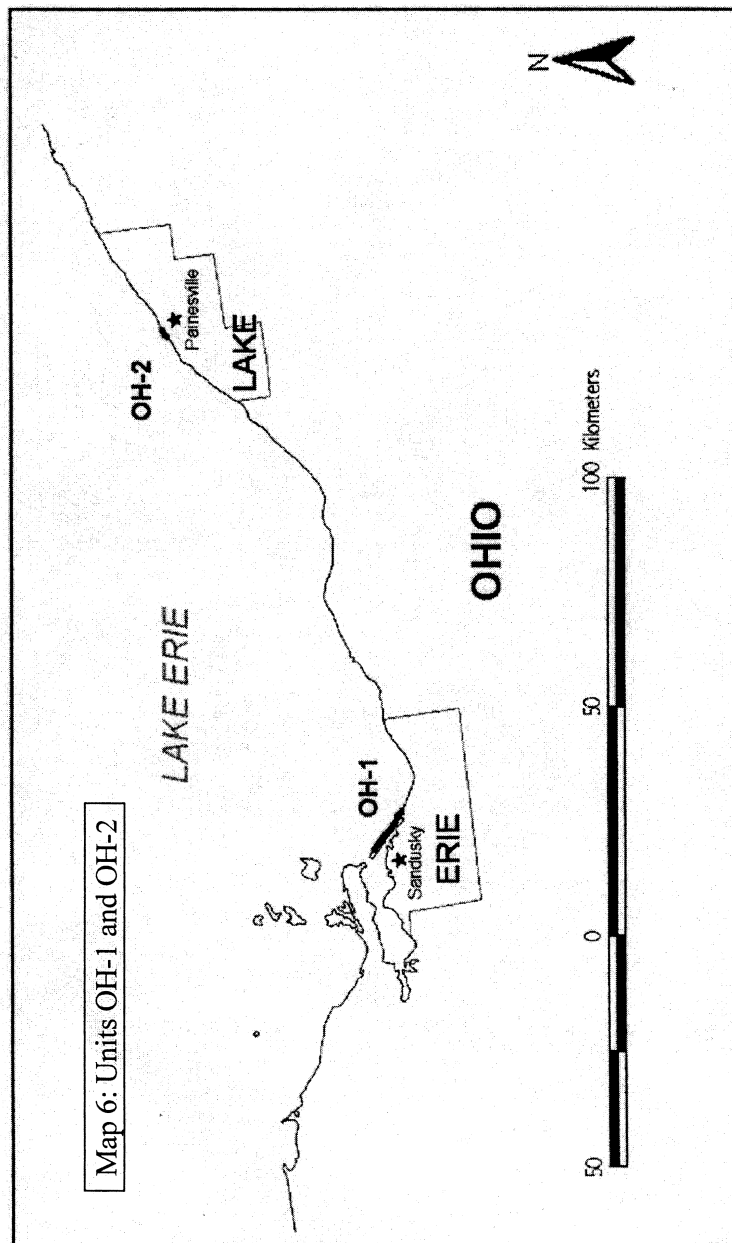 Map 6: Units OH-1 and OH-2
N
LAKE ERIE
OH-2
Painesville
LAKE
OH-1
Sandusky
ERIE
OHIO
50 0 50 100 Kilometers